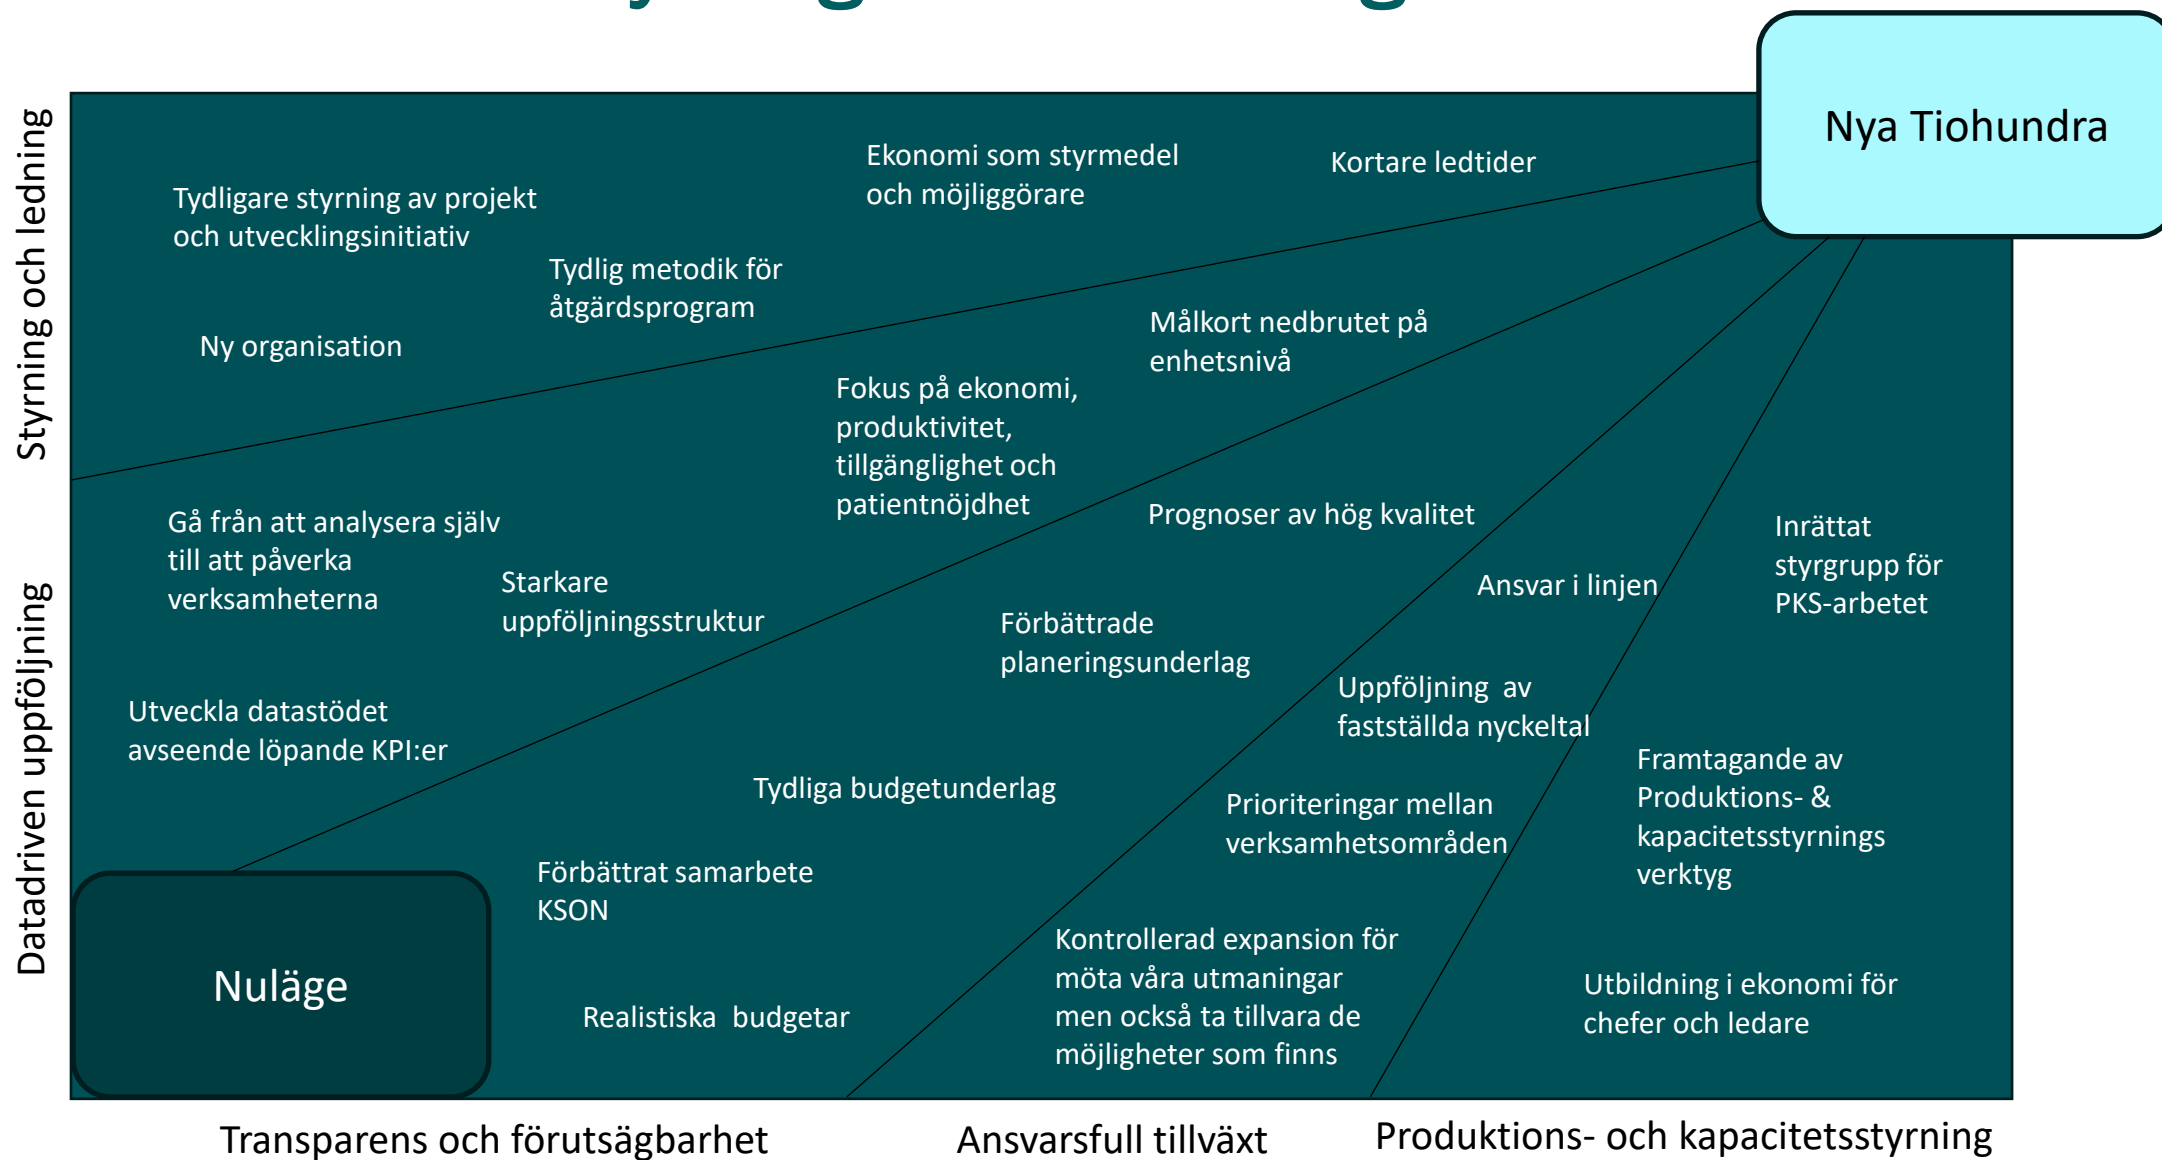 Nya Tiohundra
Styrning och ledning
Tydligare styrning av projekt
och utvecklingsinitiativ
Ny organisation
Tydlig metodik för
åtgärdsprogram
Ekonomi som styrmedel
och möjliggörare
Kortare ledtider
Datadriven uppföljning
Utveckla datastödet
avseende löpande KPI:er
Gå från att analysera själv
till att påverka
verksamheterna
Starkare
uppföljningsstruktur
Fokus på ekonomi,
produktivitet,
tillgänglighet och
patientnöjdhet
Målkort nedbrutet på
enhetsnivå
Nuläge
Realistiska  budgetar
Förbättrat samarbete
KSON
Tydliga budgetunderlag
Förbättrade
planeringsunderlag
Prognoser av hög kvalitet
Kontrollerad expansion för
möta våra utmaningar
men också ta tillvara de
möjligheter som finns
Prioriteringar mellan
verksamhetsområden
Uppföljning  av
fastställda nyckeltal
Ansvar i linjen
Utbildning i ekonomi för
chefer och ledare
Framtagande av
Produktions- &
kapacitetsstyrnings
verktyg
Inrättat
styrgrupp för
PKS-arbetet
Transparens och förutsägbarhet
Ansvarsfull tillväxt
Produktions- och kapacitetsstyrning